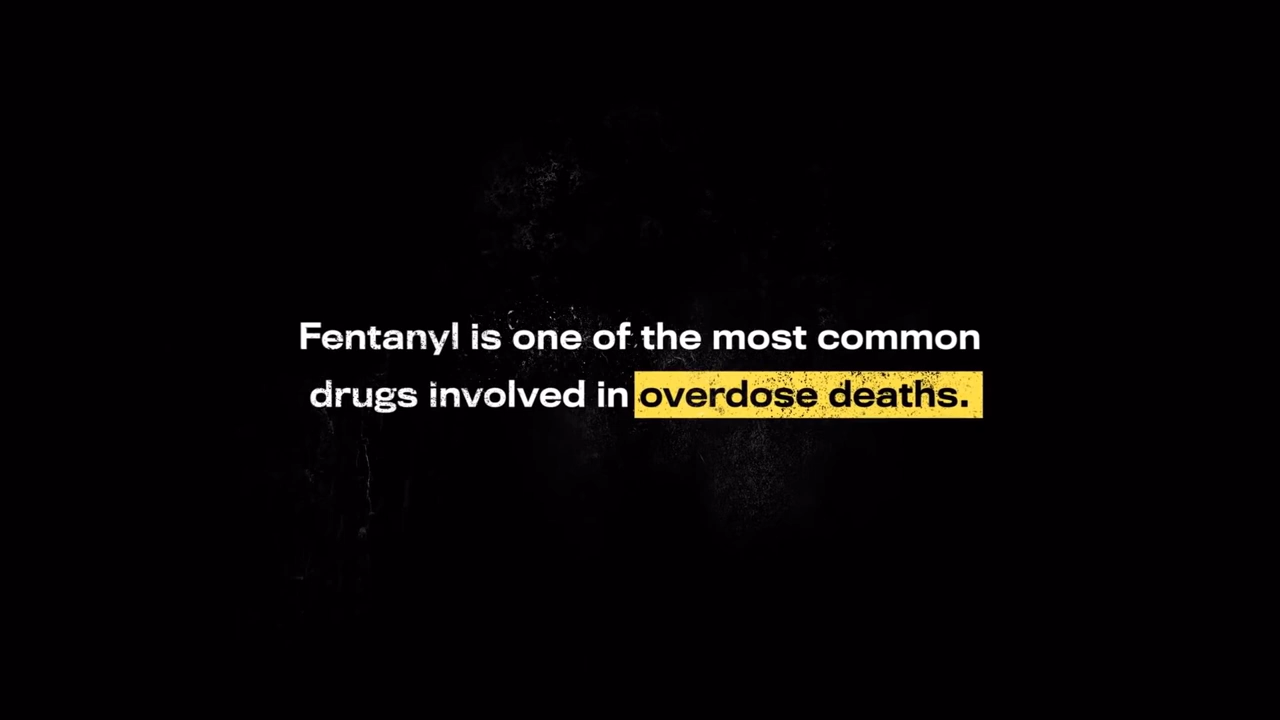 Fentanyl is one of the most common
drugs involved in overdose deaths.